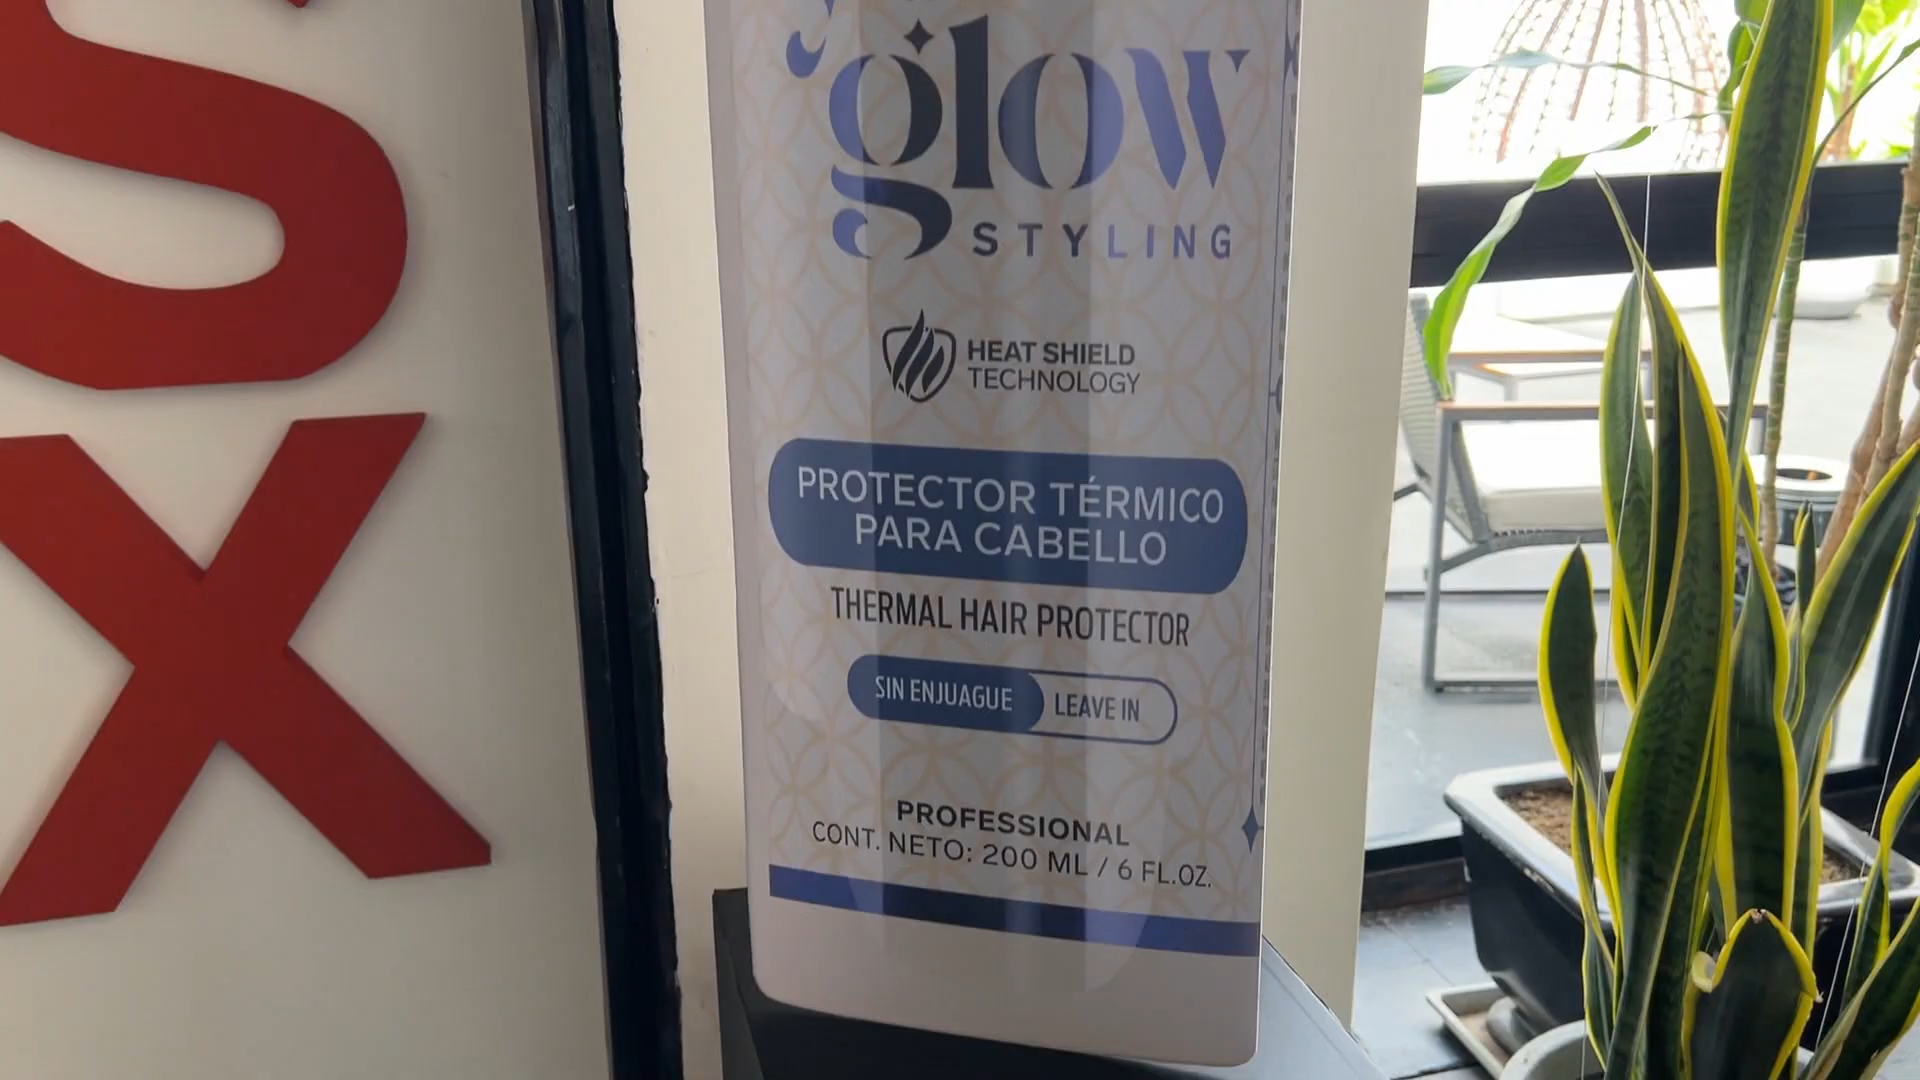 S
X
glow
STYLING
HEAT SHIELD
TECHNOLOGY
PROTECTOR TÉRMICO
PARA CABELLO
THERMAL HAIR PROTECTOR
SIN ENJUAGUE LEAVE IN
PROFESSIONAL
CONT. NETO: 200 ML / 6 FL.OZ.